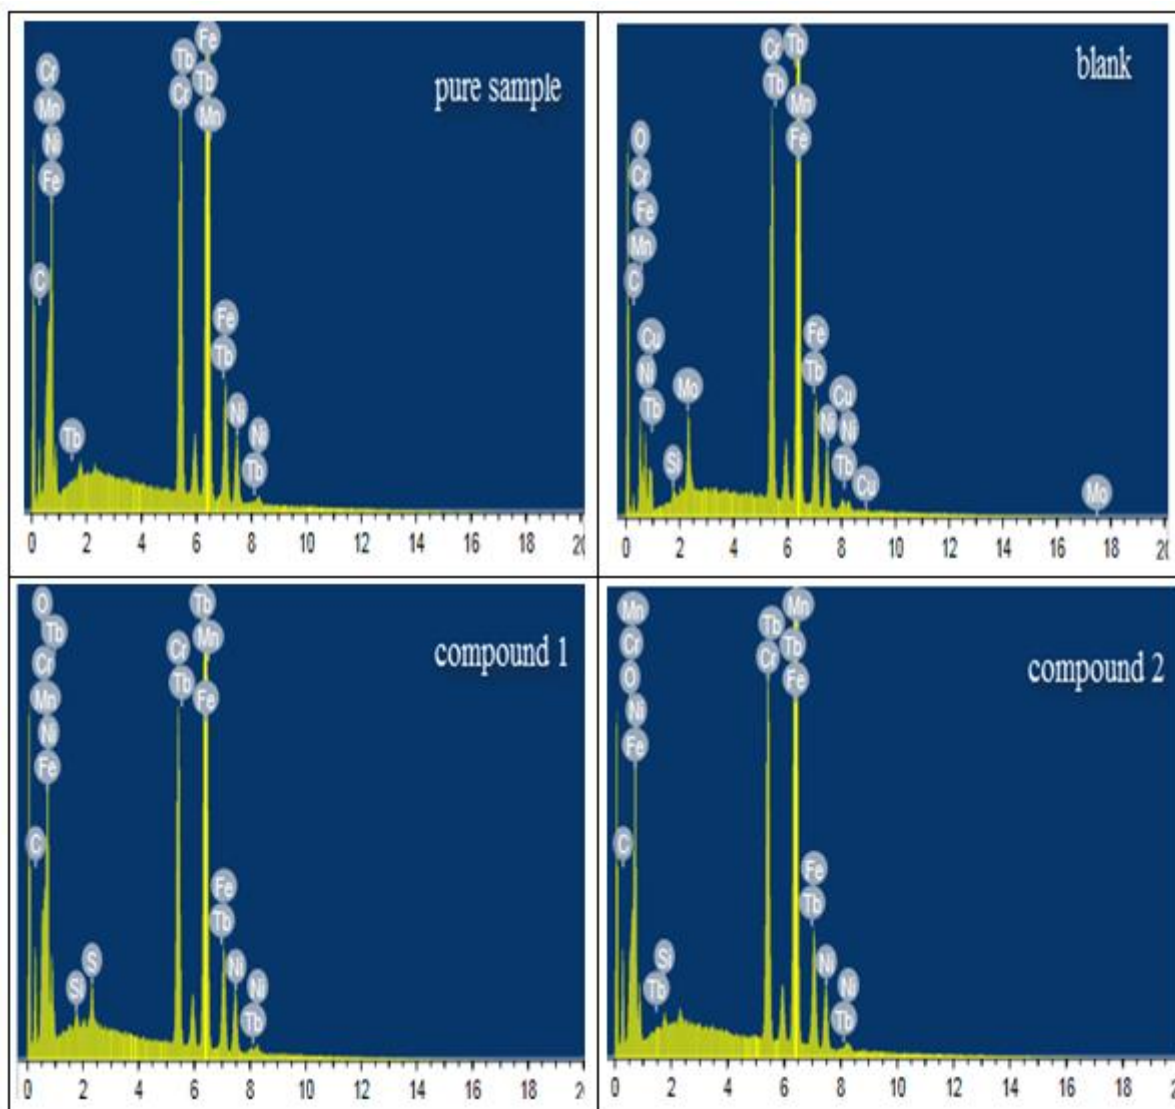 Cr
Mn
Ni
Fe
C
Tb
Tb
Cr
Fe
Tb
Mn
Fe
Tb
Ni
Ni
Tb
pure sample
0 2 4 6 8 10 12 14 16 18
O
Cr
Fe
Mn
C
Cu
Ni
Tb
Si
Mo
Cr
Tb
Tb
Mn
Fe
Fe
Tb
Ni
Cu
Ni
Tb
Cu
Mo
blank
0 2 4 6 8 10 12 14 16 18 20
O
Tb
Cr
Mn
Ni
Fe
C
Si
S
Cr
Tb
Tb
Mn
Fe
Fe
Tb
Ni
Ni
Tb
compound 1
0 2 4 6 8 10 12 14 16 18
Mn
Cr
O
Ni
Fe
C
Si
Tb
Tb
Cr
Mn
Tb
Fe
Fe
Tb
Ni
Ni
Tb
compound 2
0 2 4 6 8 10 12 14 16 18